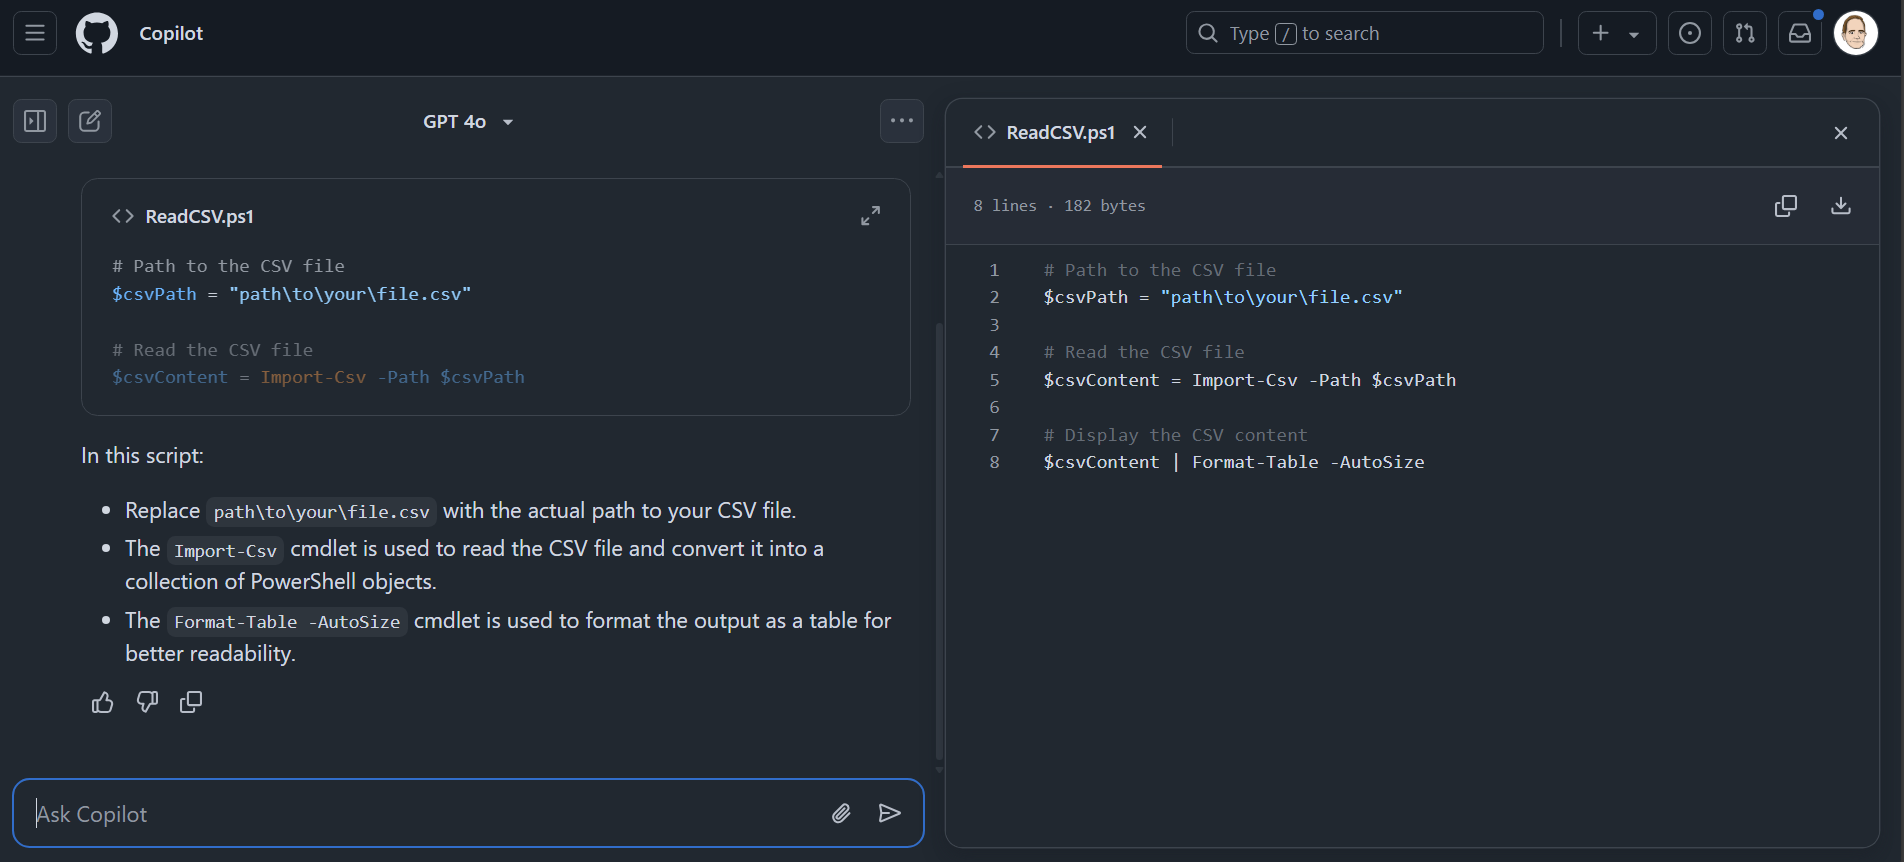 Copilot
Type / to search
GPT 4o
ReadCSV.ps1
# Path to the CSV file
$csvPath = "path\to\your\file.csv"
# Read the CSV file
$csvContent = Import-Csv -Path $csvPath
In this script:
Replace path\to\your\file.csv with the actual path to your CSV file.
The Import-Csv cmdlet is used to read the CSV file and convert it into a
collection of PowerShell objects.
The Format-Table -AutoSize cmdlet is used to format the output as a table for
better readability.
Ask Copilot
ReadCSV.ps1
8 lines · 182 bytes
1 # Path to the CSV file
2 $csvPath = "path\to\your\file.csv"
3
4 # Read the CSV file
5 $csvContent = Import-Csv -Path $csvPath
6
7 # Display the CSV content
8 $csvContent | Format-Table -AutoSize